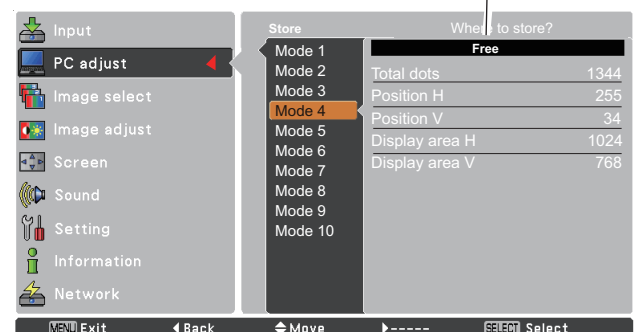 Input
PC adjust
Image select
Image adjust
Screen
Sound
Setting
Information
Network
Store
Mode 1
Mode 2
Mode 3
Mode 4
Mode 5
Mode 6
Mode 7
Mode 8
Mode 9
Mode 10
Where to store?
Free
Total dots 1344
Position H 255
Position V 34
Display area H 1024
Display area V 768
MENU Exit Back Move ----- SELECT Select